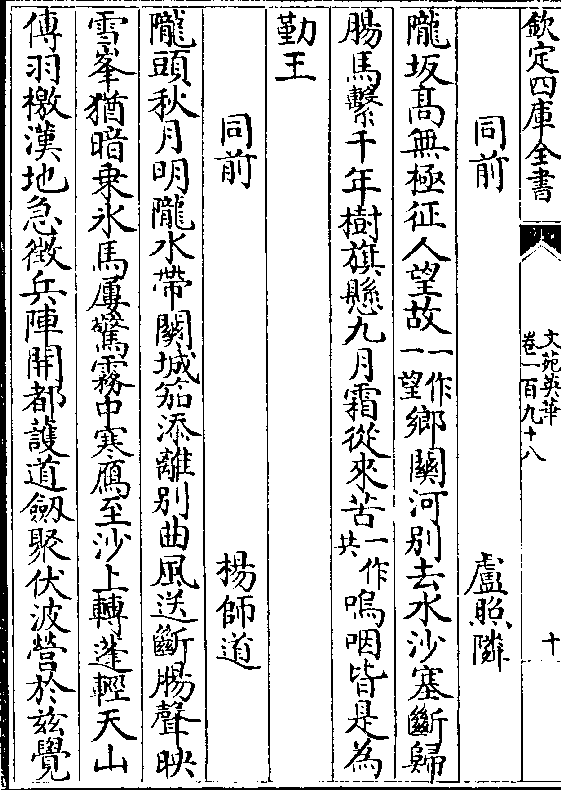 欽定四庫全書
文苑英華
卷一百九十八
十
同前
盧照隣
隴坂高無極征人望故一作一望鄉關河別去水沙塞斷歸
腸馬繫千年樹旗懸九月霜從來苦一作共嗚咽皆是為
勤王
同前
楊師道
隴頭秋月明隴水帶關城笳添離別曲風送斷腸聲映
雪峯猶暗乗氷馬屢驚霧中寒鴈至沙上轉蓬輕天山
傳羽檄漢地急徵兵陣開都護道劔聚伏波營於兹覺